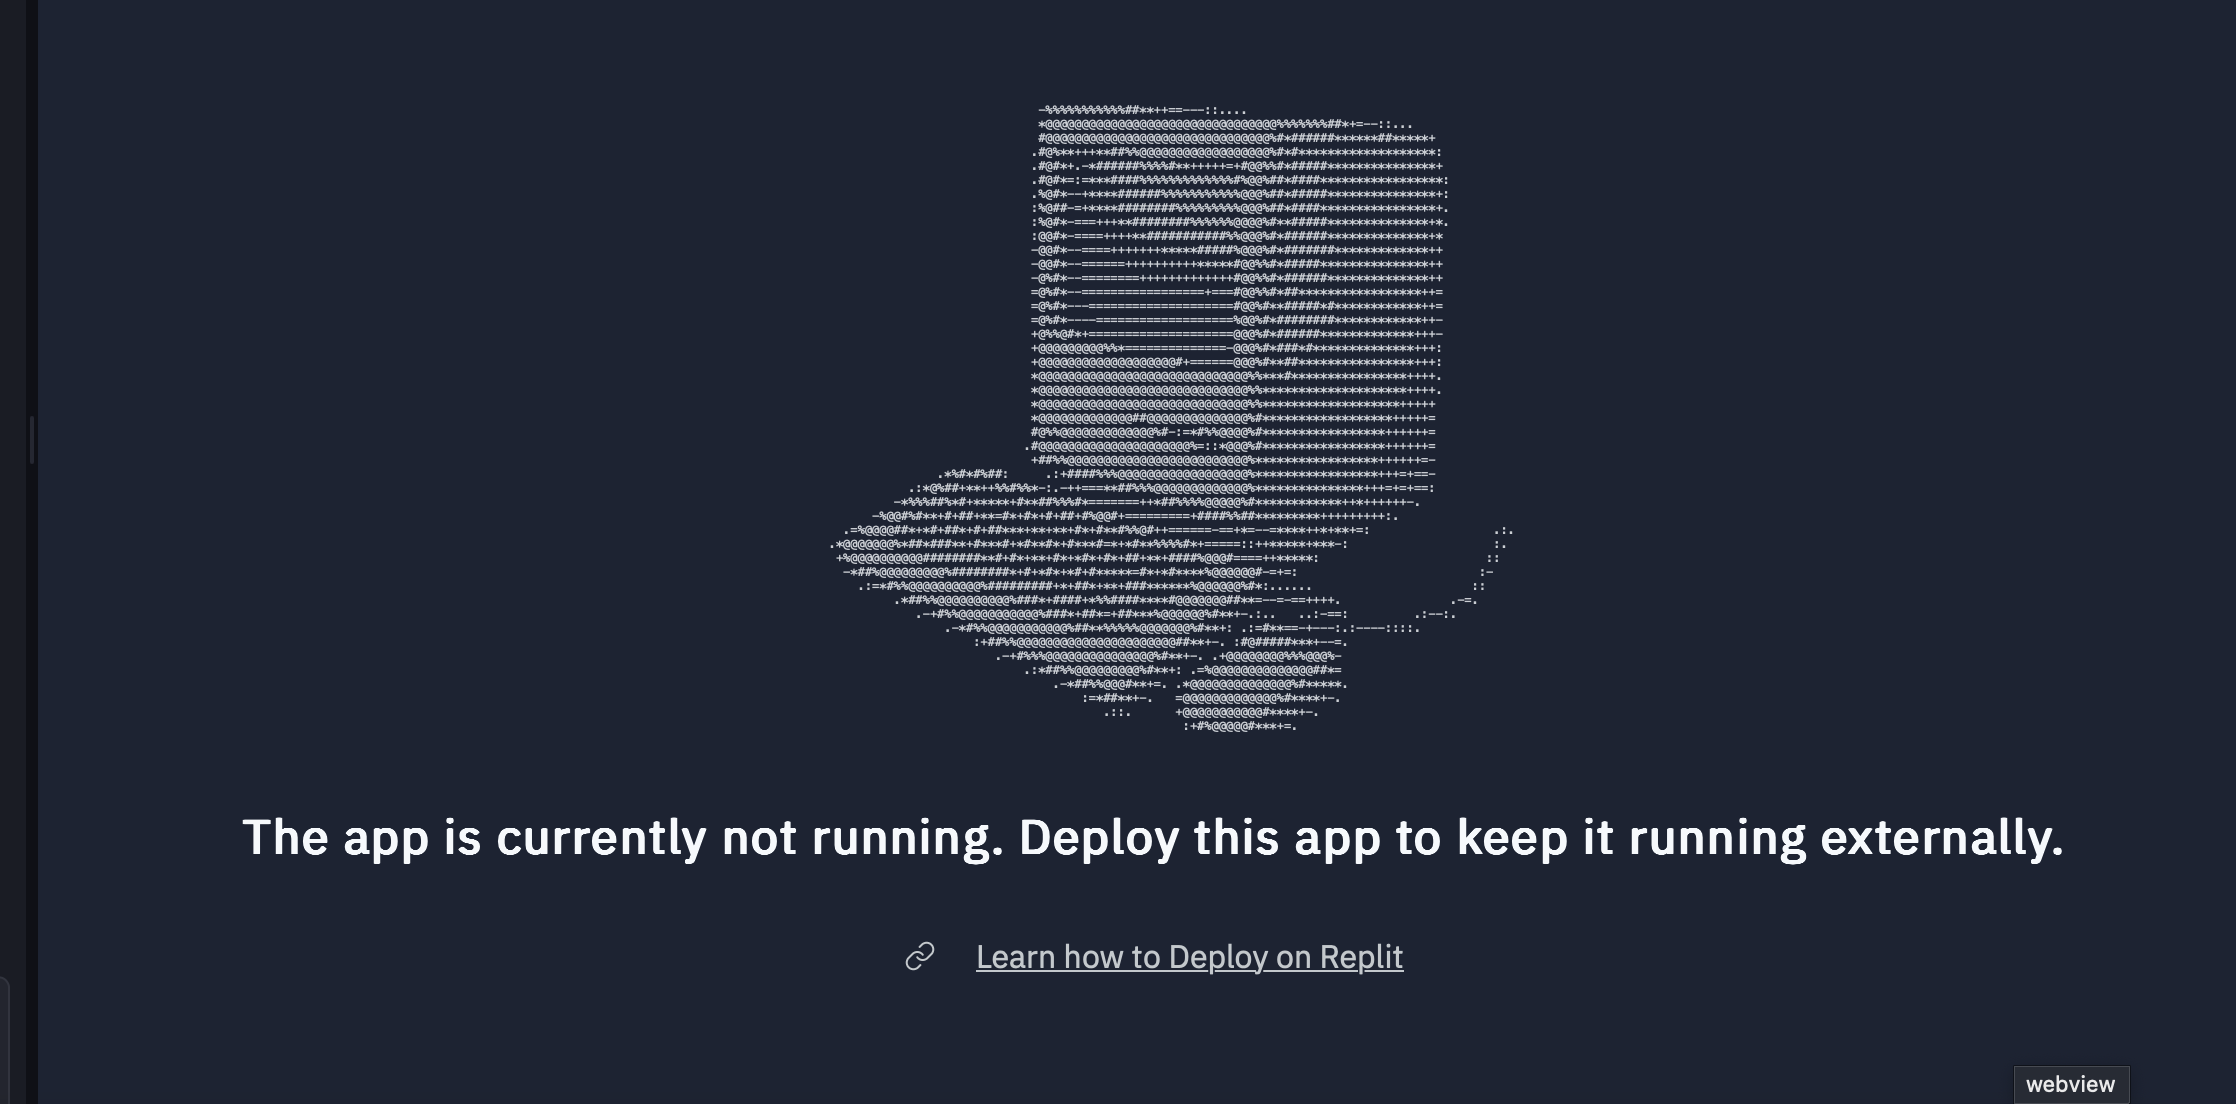 The app is currently not running. Deploy this app to keep it running externally.
Learn how to Deploy on Replit
webview